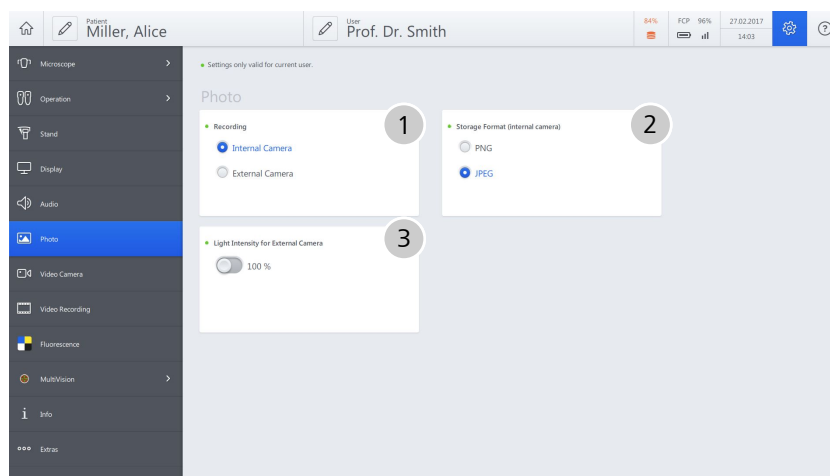 Patient
Miller, Alice
User
Prof. Dr. Smith
84%
FCP 96%
27.02.2017
14:03
?
Microscope
Operation
Stand
Display
Audio
Photo
Video Camera
Video Recording
Fluorescence
MultiVision
i Info
Extras
Settings only valid for current user.
Photo
Recording
1
Internal Camera
External Camera
Storage Format (internal camera)
2
PNG
JPEG
Light Intensity for External Camera
3
100 %